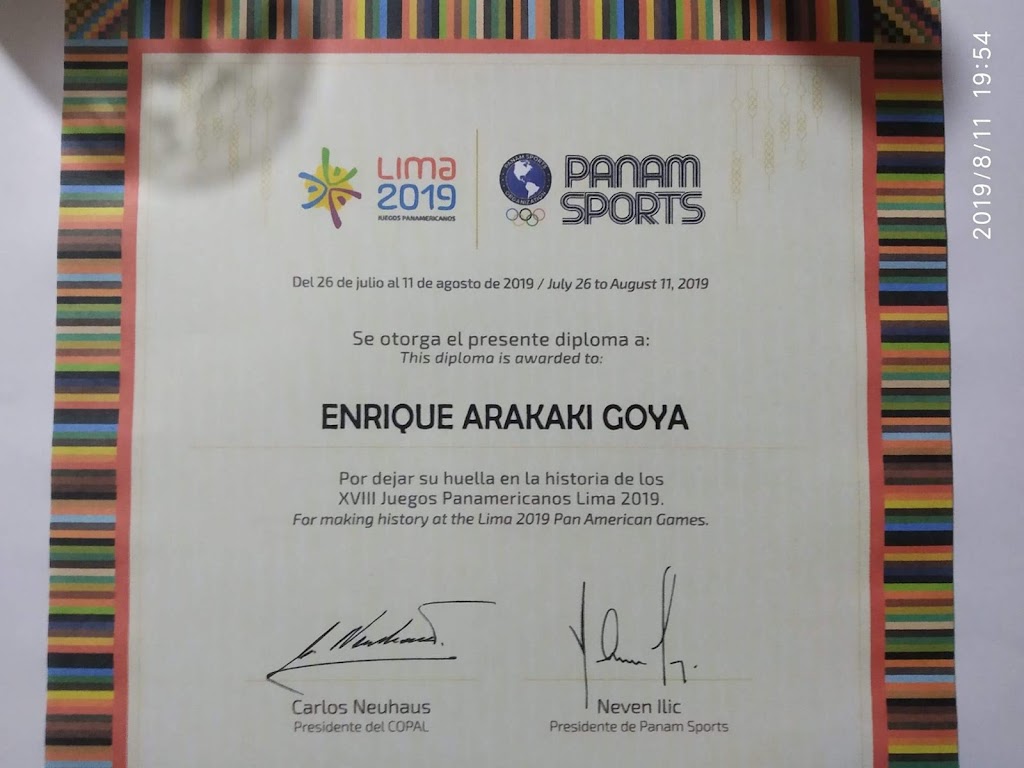 LIMA
2019
JUEGOS PANAMERICANOS
PANAM SPORTS
ORGANIZATION
PANAM
SPORTS
Del 26 de julio al 11 de agosto de 2019 / July 26 to August 11, 2019
Se otorga el presente diploma a:
This diploma is awarded to:
ENRIQUE ARAKAKI GOYA
Por dejar su huella en la historia de los
XVIII Juegos Panamericanos Lima 2019.
For making history at the Lima 2019 Pan American Games.
Carlos Neuhaus
Presidente del COPAL
Neven Ilic
Presidente de Panam Sports
2019/8/11 19:54